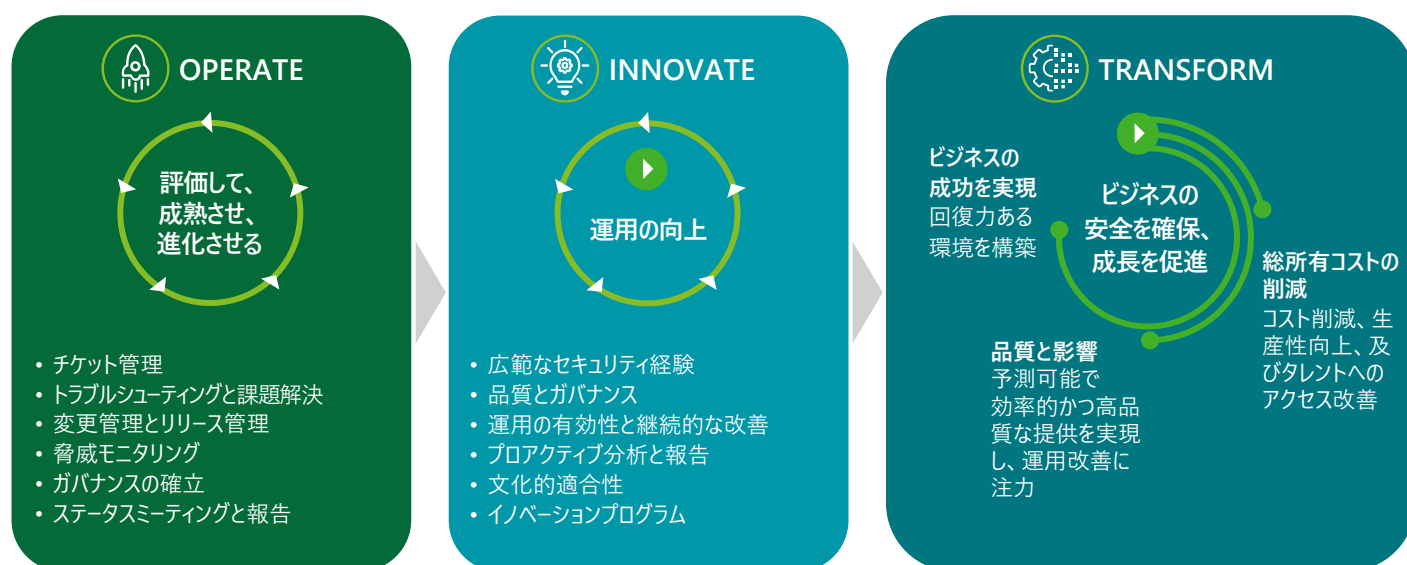 OPERATE
評価して、
成熟させ、
進化させる
• チケット管理
• トラブルシューティングと課題解決
• 変更管理とリリース管理
• 脅威モニタリング
• ガバナンスの確立
• ステータスミーティングと報告
INNOVATE
運用の向上
• 広範なセキュリティ経験
• 品質とガバナンス
• 運用の有効性と継続的な改善
• プロアクティブ分析と報告
• 文化的適合性
• イノベーションプログラム
TRANSFORM
ビジネスの
成功を実現
回復力ある
環境を構築
ビジネスの
安全を確保、
成長を促進
総所有コストの
削減
コスト削減、生
産性向上、及
びタレントへの
アクセス改善
品質と影響
予測可能で
効率的かつ高品
質な提供を実現
し、運用改善に
注力